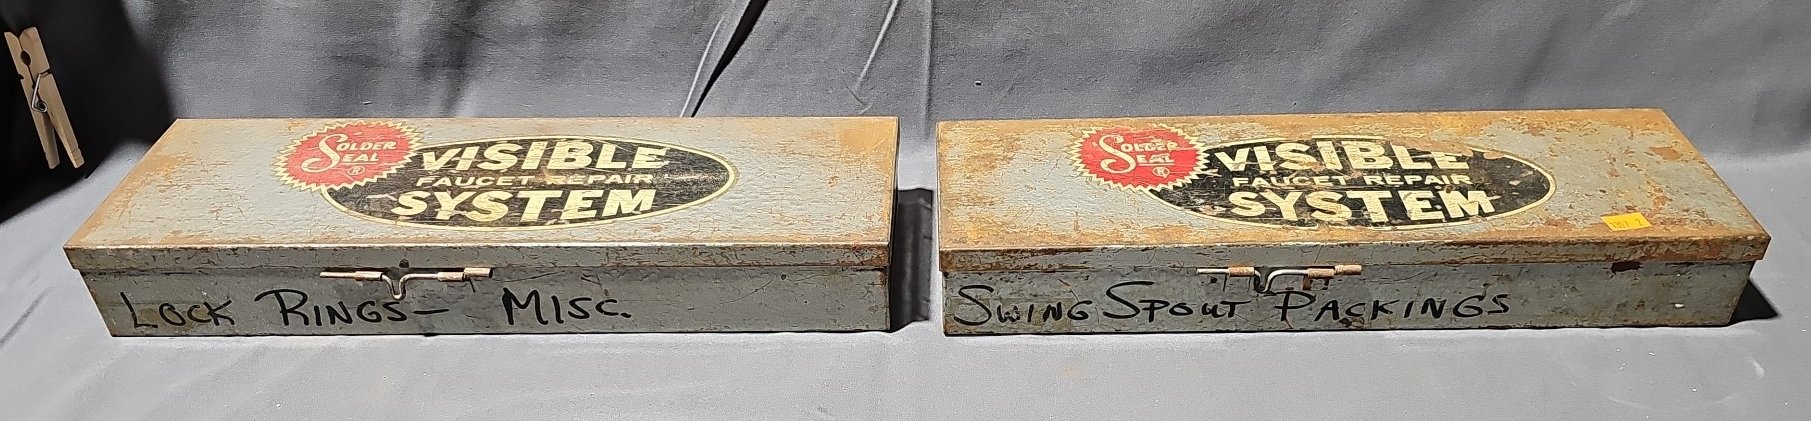 SOLDER
SEAL
®
VISIBLE
FAUCET REPAIR
SYSTEM
LOCK RINGS – MISC.
SOLDER
SEAL
®
VISIBLE
FAUCET REPAIR
SYSTEM
SWING SPOUT PACKINGS